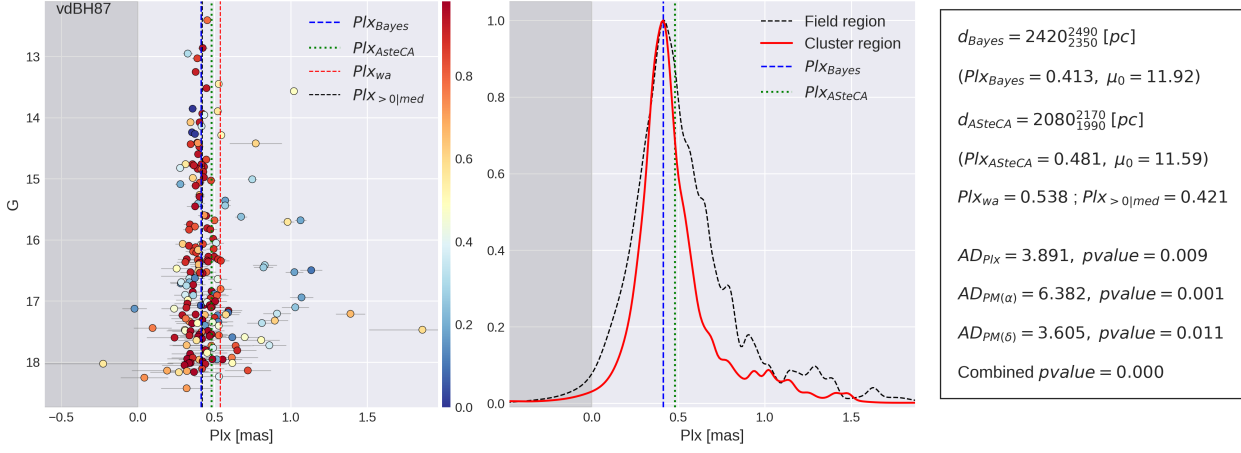 vdBH87
Plx_Bayes
Plx_AsteCA
Plx_wa
Plx_>0|med
13
14
15
16
17
18
G
−0.5
0.0
0.5
1.0
1.5
Plx [mas]
0.8
0.6
0.4
0.2
0.0
Field region
Cluster region
Plx_Bayes
Plx_ASteCA
1.0
0.8
0.6
0.4
0.2
0.0
0.0
0.5
1.0
1.5
Plx [mas]
d_Bayes = 2420^2490_2350 [pc]
(Plx_Bayes = 0.413, μ_0 = 11.92)
d_ASteCA = 2080^2170_1990 [pc]
(Plx_ASteCA = 0.481, μ_0 = 11.59)
Plx_wa = 0.538 ; Plx_>0|med = 0.421
AD_Plx = 3.891, pvalue = 0.009
AD_PM(α) = 6.382, pvalue = 0.001
AD_PM(δ) = 3.605, pvalue = 0.011
Combined pvalue = 0.000